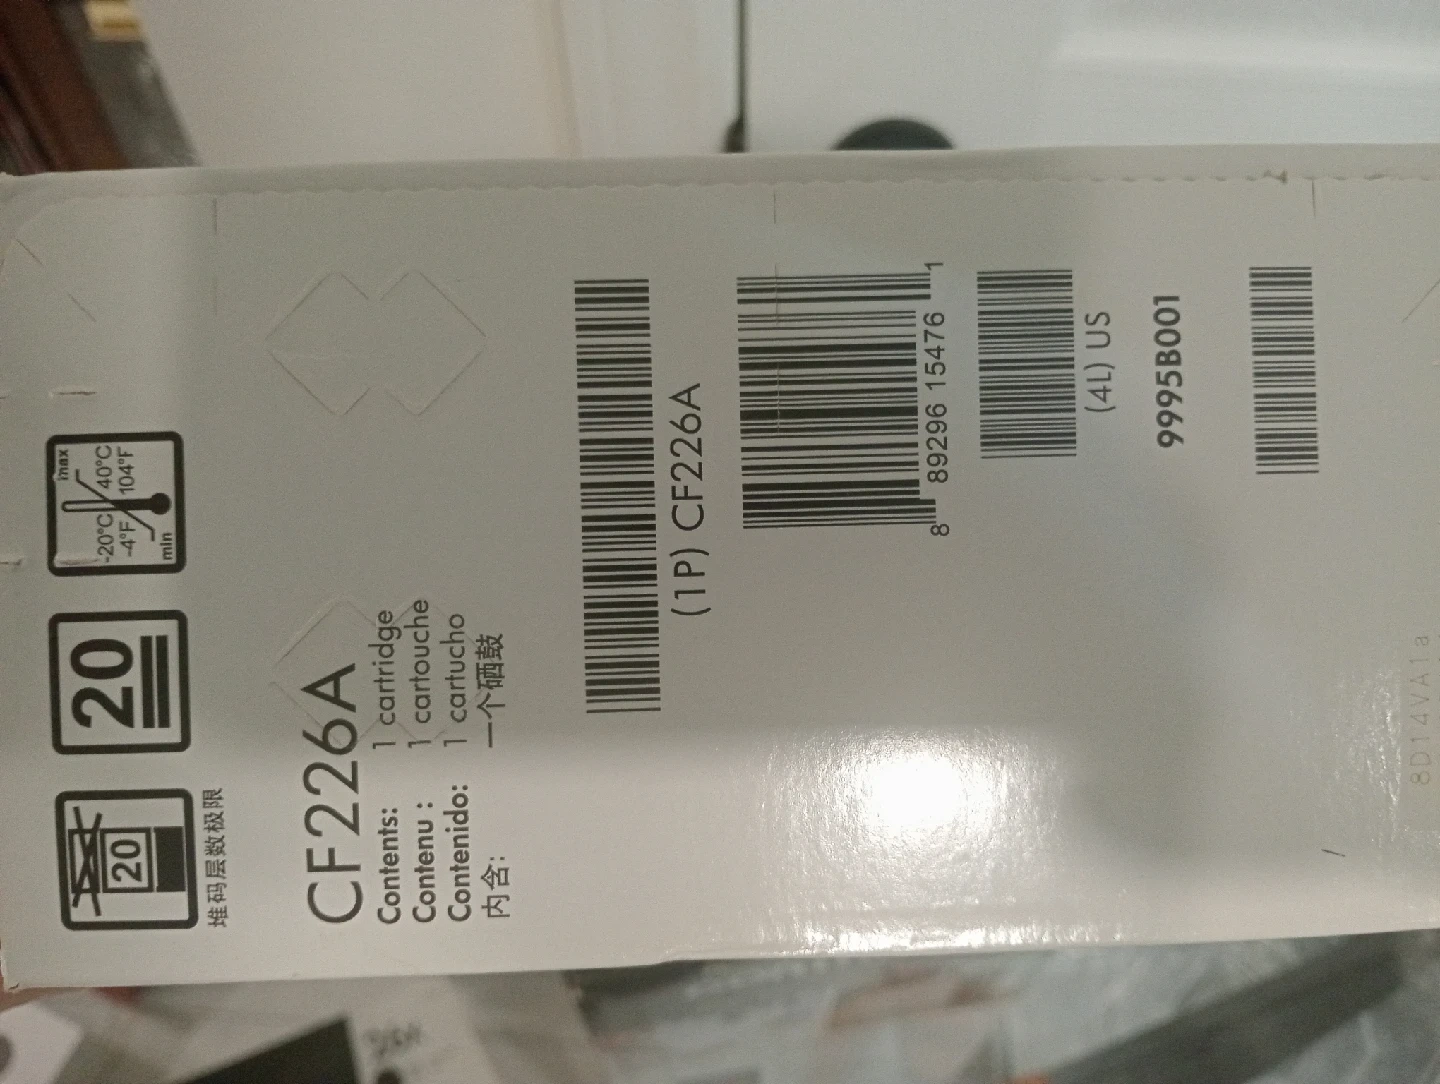 20
堆码层数极限
20
max
-20°C 40°C
-4°F 104°F
min
CF226A
Contents: 1 cartridge
Contenu : 1 cartouche
Contenido: 1 cartucho
内含: 一个硒鼓
(1P) CF226A
8 89296 15476 1
(4L) US
9995B001
8D14VA1a